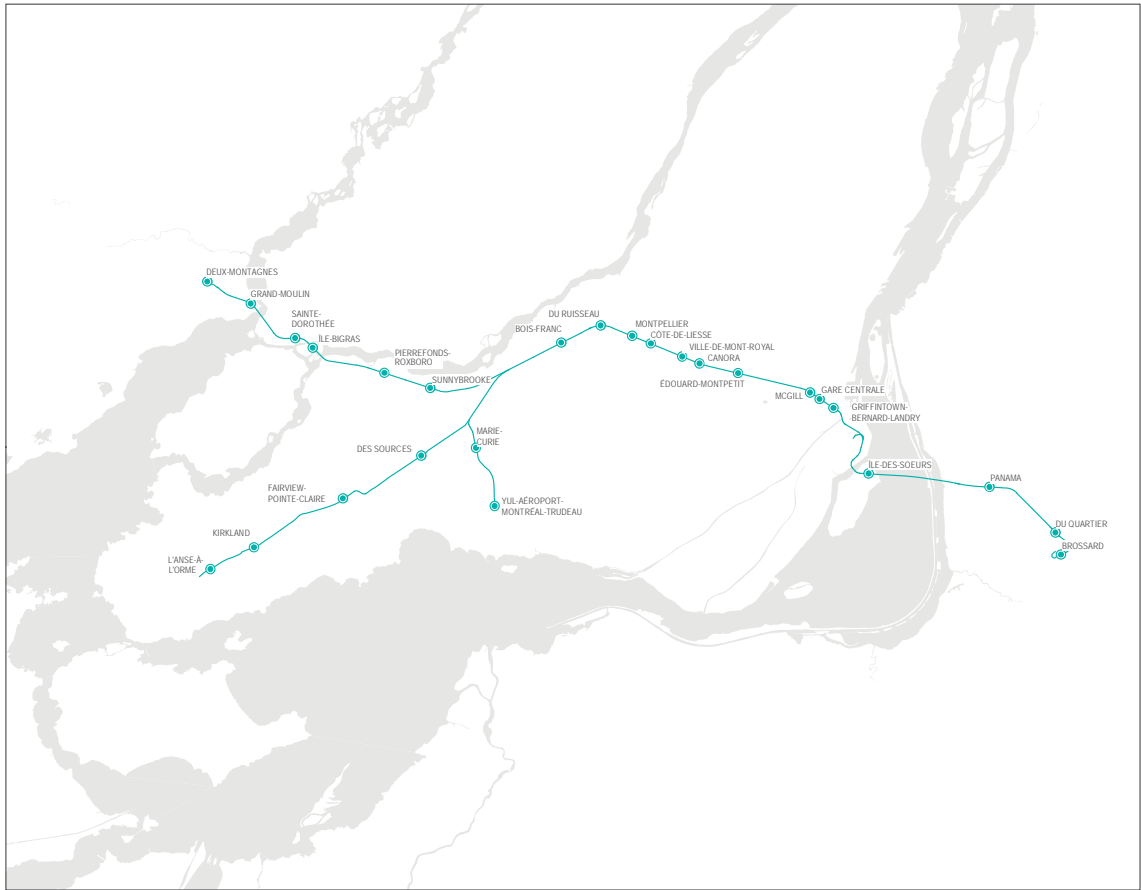 DEUX-MONTAGNES
GRAND-MOULIN
SAINTE-
DOROTHÉE
ÎLE-BIGRAS
PIERREFONDS-
ROXBORO
SUNNYBROOKE
BOIS-FRANC
DU RUISSEAU
MONTPELLIER
CÔTE-DE-LIESSE
VILLE-DE-MONT-ROYAL
CANORA
ÉDOUARD-MONTPETIT
MCGILL
GARE CENTRALE
GRIFFINTOWN-
BERNARD-LANDRY
ÎLE-DES-SOEURS
PANAMA
DU QUARTIER
BROSSARD
MARIE-
CURIE
YUL-AÉROPORT-
MONTRÉAL-TRUDEAU
DES SOURCES
FAIRVIEW-
POINTE-CLAIRE
KIRKLAND
L'ANSE-À-
L'ORME